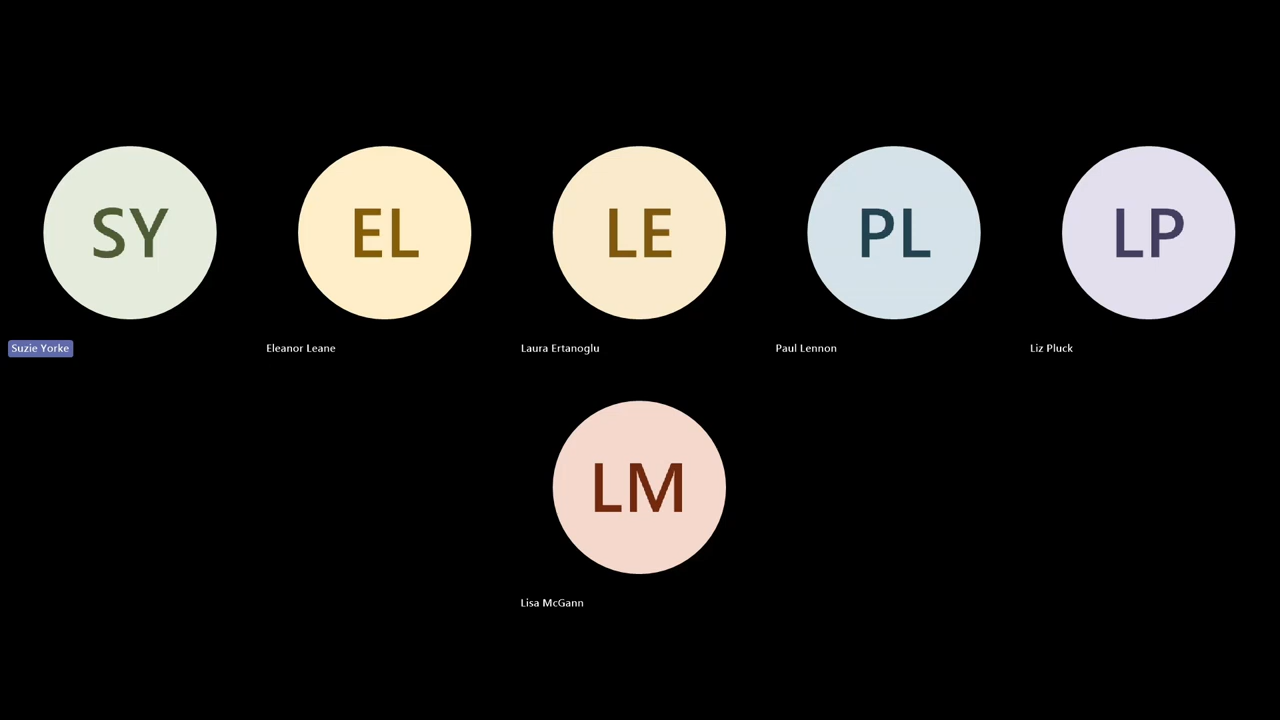 SY
EL
LE
PL
LP
Suzie Yorke
Eleanor Leane
Laura Ertanoglu
Paul Lennon
Liz Pluck
LM
Lisa McGann